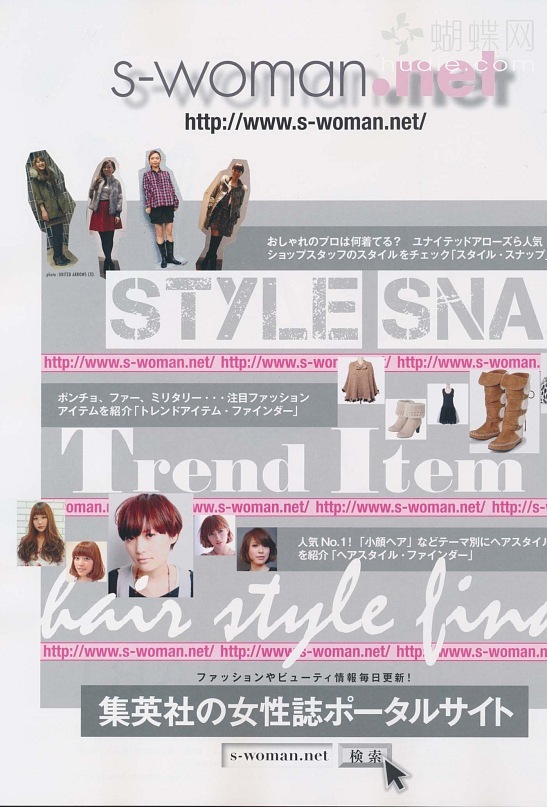 蝴蝶网
hudie.com
s-woman.net
http://www.s-woman.net/
おしゃれのプロは何着てる？ ユナイテッドアローズら人気
ショップスタッフのスタイルをチェック「スタイル・スナップ」
photo : UNITED ARROWS LTD.
STYLE SNA
http://www.s-woman.net/ http://www.s-woman.net/ http://www.s-woman.net/
ポンチョ、ファー、ミリタリー・・・注目ファッション
アイテムを紹介「トレンドアイテム・ファインダー」
Trend Item
oman.n s-woman.net/ http://www.s-woman.net/ http://s
人気No.1！「小顔ヘア」などテーマ別にヘアスタイル
を紹介「ヘアスタイル・ファインダー」
hair style find
http://www.s-woman.net/ http://www.s-woman.net/ http://www.s-woman.n
ファッションやビューティ情報毎日更新！
集英社の女性誌ポータルサイト
s-woman.net 検索